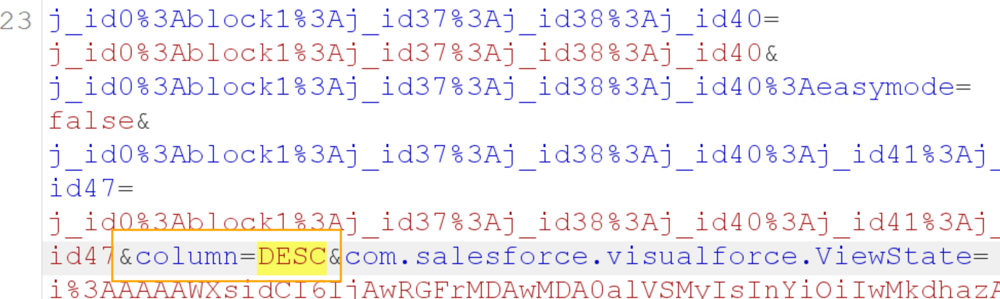 23 j_id0%3Ablock1%3Aj_id37%3Aj_id38%3Aj_id40=
j_id0%3Ablock1%3Aj_id37%3Aj_id38%3Aj_id40&
j_id0%3Ablock1%3Aj_id37%3Aj_id38%3Aj_id40%3Aeasymode=
false&
j_id0%3Ablock1%3Aj_id37%3Aj_id38%3Aj_id40%3Aj_id41%3Aj_
id47=
j_id0%3Ablock1%3Aj_id37%3Aj_id38%3Aj_id40%3Aj_id41%3Aj_
id47&column=DESC&com.salesforce.visualforce.ViewState=
i%3AAAAAWXsidCI6IjAwRGFrMDAwMDA0alVSMyIsInYiOiIwMkdhazA